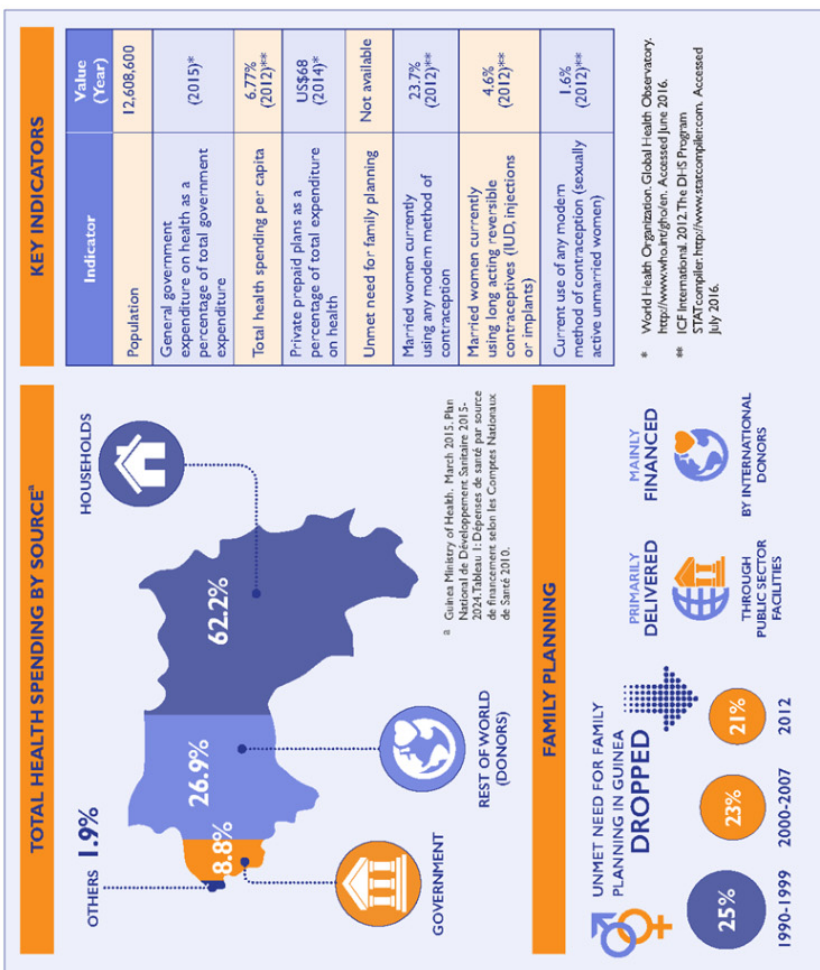 TOTAL HEALTH SPENDING BY SOURCEª
OTHERS 1.9%
8.8%
26.9%
62.2%
HOUSEHOLDS
GOVERNMENT
REST OF WORLD
(DONORS)
ª Guinea Ministry of Health. March 2015. Plan
National de Développement Sanitaire 2015-
2024. Tableau 1: Dépenses de santé par source
de financement selon les Comptes Nationaux
de Santé 2010.
KEY INDICATORS
Indicator
Value
(Year)
Population
12,608,600
General government
expenditure on health as a
percentage of total government
expenditure
(2015)*
Total health spending per capita
6.77%
(2012)**
Private prepaid plans as a
percentage of total expenditure
on health
US$68
(2014)*
Unmet need for family planning
Not available
Married women currently
using any modern method of
contraception
23.7%
(2012)**
Married women currently
using long acting reversible
contraceptives (IUD, injections
or implants)
4.6%
(2012)**
Current use of any modern
method of contraception (sexually
active unmarried women)
1.6%
(2012)**
* World Health Organization. Global Health Observatory.
http://www.who.int/gho/en. Accessed June 2016.
** ICF International. 2012. The DHS Program
STATcompiler. http://www.statcompiler.com. Accessed
July 2016.
FAMILY PLANNING
UNMET NEED FOR FAMILY
PLANNING IN GUINEA
DROPPED
25%
23%
21%
1990-1999
2000-2007
2012
PRIMARILY
DELIVERED
THROUGH
PUBLIC SECTOR
FACILITIES
MAINLY
FINANCED
BY INTERNATIONAL
DONORS